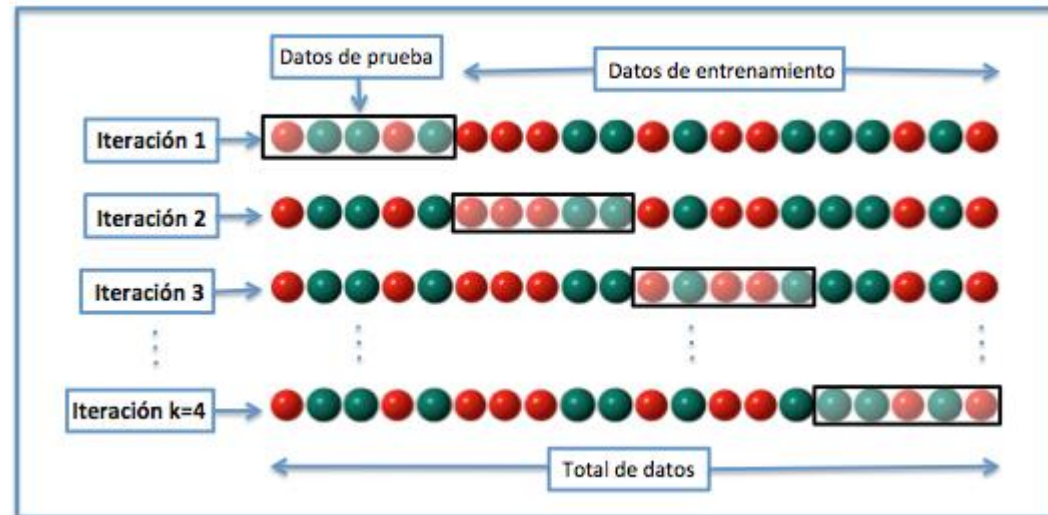 Datos de prueba
Datos de entrenamiento
Iteración 1
Iteración 2
Iteración 3
Iteración k=4
Total de datos